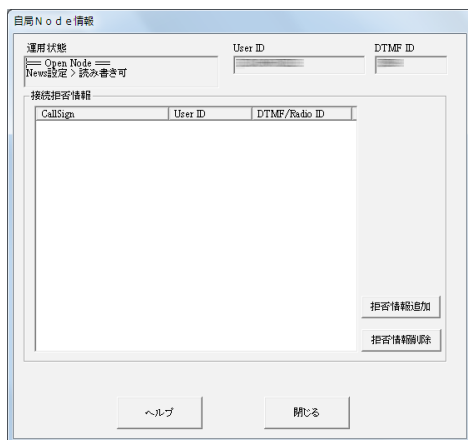 自局Ｎｏｄｅ情報
運用状態 User ID DTMF ID
== Open Node ==
News設定 > 読み書き可
接続拒否情報
CallSign User ID DTMF/Radio ID
拒否情報追加
拒否情報削除
ヘルプ 閉じる